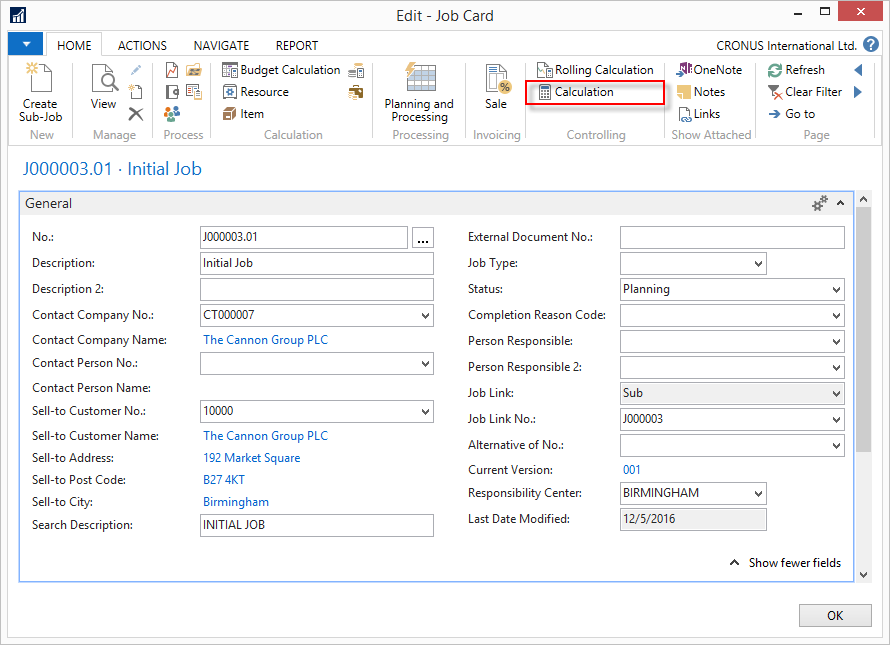 Edit - Job Card
HOME ACTIONS NAVIGATE REPORT CRONUS International Ltd.
Create Sub-Job
View
Budget Calculation
Resource
Item
Planning and Processing
Sale
Rolling Calculation
Calculation
OneNote
Notes
Links
Refresh
Clear Filter
Go to
New Manage Process Calculation Processing Invoicing Controlling Show Attached Page
J000003.01 · Initial Job
General
No.: J000003.01 ...
Description: Initial Job
Description 2:
Contact Company No.: CT000007
Contact Company Name: The Cannon Group PLC
Contact Person No.:
Contact Person Name:
Sell-to Customer No.: 10000
Sell-to Customer Name: The Cannon Group PLC
Sell-to Address: 192 Market Square
Sell-to Post Code: B27 4KT
Sell-to City: Birmingham
Search Description: INITIAL JOB
External Document No.:
Job Type:
Status: Planning
Completion Reason Code:
Person Responsible:
Person Responsible 2:
Job Link: Sub
Job Link No.: J000003
Alternative of No.:
Current Version: 001
Responsibility Center: BIRMINGHAM
Last Date Modified: 12/5/2016
Show fewer fields
OK